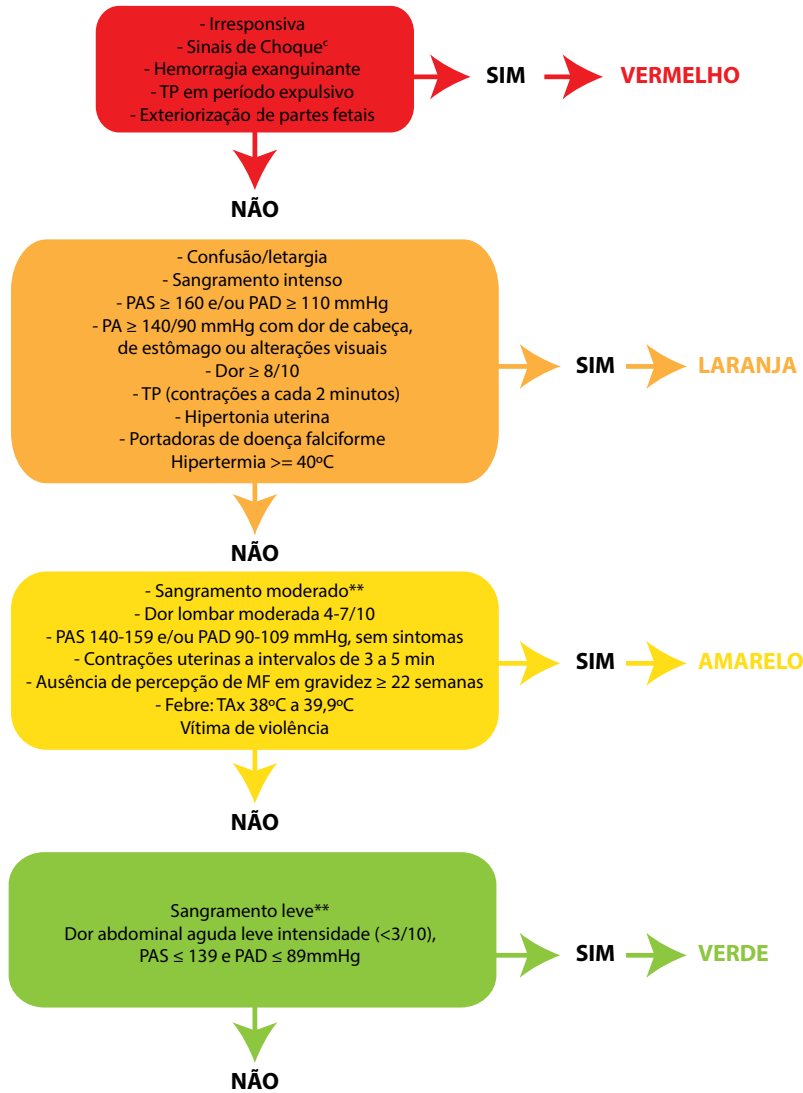 - Irresponsiva
- Sinais de Choqueᶜ
- Hemorragia exanguinante
- TP em período expulsivo
- Exteriorização de partes fetais
SIM
VERMELHO
NÃO
- Confusão/letargia
- Sangramento intenso
- PAS ≥ 160 e/ou PAD ≥ 110 mmHg
- PA ≥ 140/90 mmHg com dor de cabeça,
de estômago ou alterações visuais
- Dor ≥ 8/10
- TP (contrações a cada 2 minutos)
- Hipertonia uterina
- Portadoras de doença falciforme
Hipertermia >= 40ºC
SIM
LARANJA
NÃO
- Sangramento moderado**
- Dor lombar moderada 4-7/10
- PAS 140-159 e/ou PAD 90-109 mmHg, sem sintomas
- Contrações uterinas a intervalos de 3 a 5 min
- Ausência de percepção de MF em gravidez ≥ 22 semanas
- Febre: TAx 38ºC a 39,9ºC
Vítima de violência
SIM
AMARELO
NÃO
Sangramento leve**
Dor abdominal aguda leve intensidade (<3/10),
PAS ≤ 139 e PAD ≤ 89mmHg
SIM
VERDE
NÃO